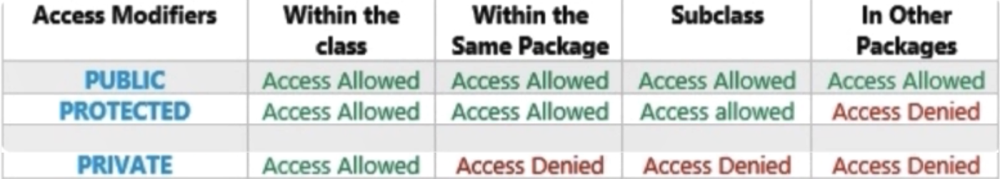 Access Modifiers Within the class Within the Same Package Subclass In Other Packages
PUBLIC Access Allowed Access Allowed Access Allowed Access Allowed
PROTECTED Access Allowed Access Allowed Access allowed Access Denied
PRIVATE Access Allowed Access Denied Access Denied Access Denied